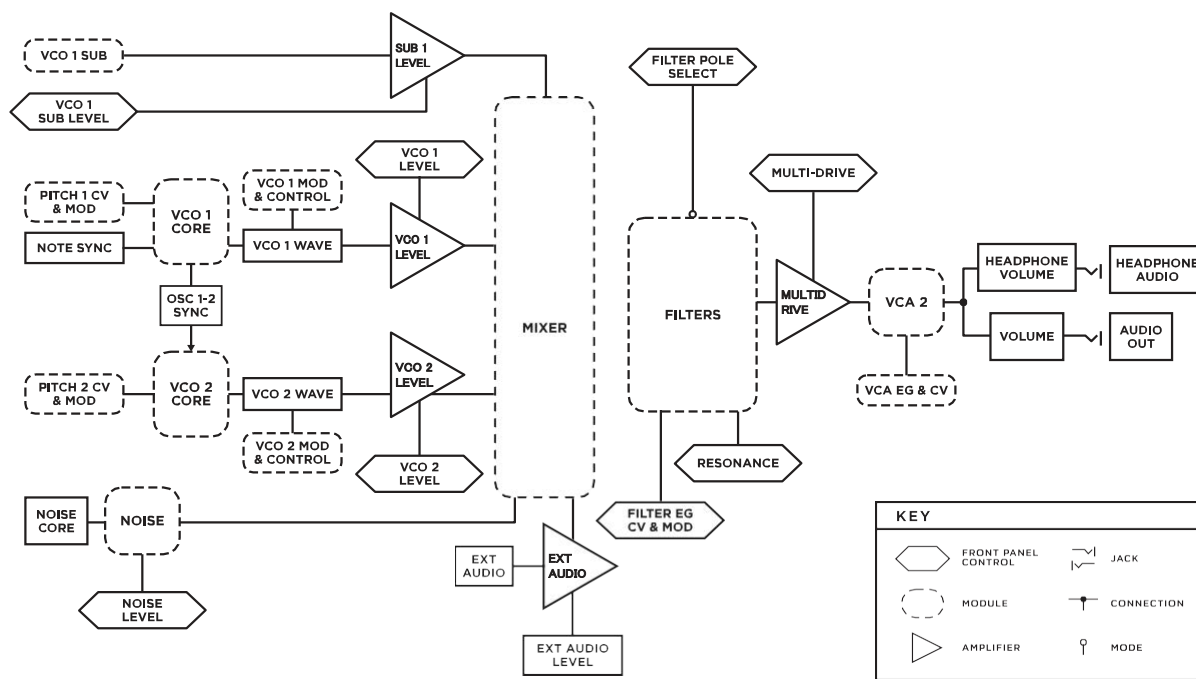 VCO 1 SUB
SUB 1
LEVEL
VCO 1
SUB LEVEL
FILTER POLE
SELECT
VCO 1
LEVEL
MULTI-DRIVE
PITCH 1 CV
& MOD
VCO 1
CORE
VCO 1 MOD
& CONTROL
NOTE SYNC
VCO 1 WAVE
VCO 1
LEVEL
OSC 1-2
SYNC
MIXER
FILTERS
MULTID
RIVE
VCA 2
HEADPHONE
VOLUME
HEADPHONE
AUDIO
VOLUME
AUDIO
OUT
VCA EG & CV
PITCH 2 CV
& MOD
VCO 2
CORE
VCO 2 WAVE
VCO 2
LEVEL
VCO 2 MOD
& CONTROL
VCO 2
LEVEL
RESONANCE
FILTER EG
CV & MOD
NOISE
CORE
NOISE
NOISE
LEVEL
EXT
AUDIO
EXT
AUDIO
EXT AUDIO
LEVEL
KEY
FRONT PANEL
CONTROL
JACK
MODULE
CONNECTION
AMPLIFIER
MODE